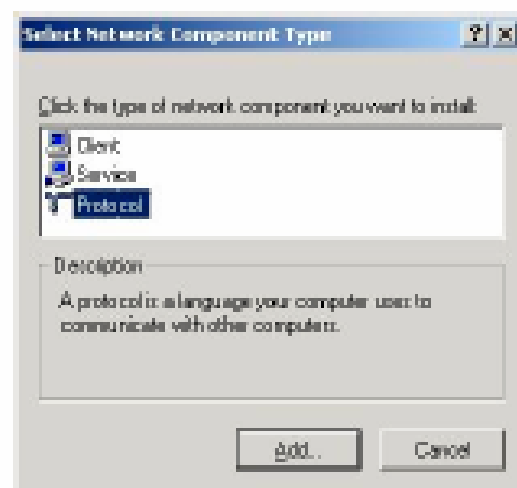 Select Network Component Type
Click the type of network component you want to install:
Client
Service
Protocol
Description
A protocol is a language your computer uses to
communicate with other computers.
Add...
Cancel